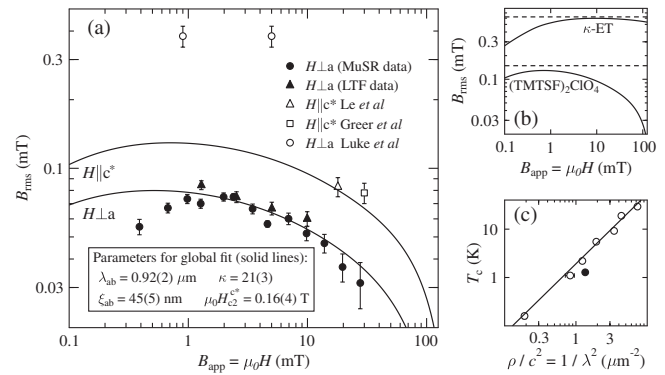 (a)
H⊥a (MuSR data)
H⊥a (LTF data)
H||c* Le et al
H||c* Greer et al
H⊥a Luke et al
0.3
0.1
0.03
B_rms (mT)
H||c*
H⊥a
Parameters for global fit (solid lines):
λ_ab = 0.92(2) μm κ = 21(3)
ξ_ab = 45(5) nm μ₀H_c2^c* = 0.16(4) T
0.1 1 10 100
B_app = μ₀H (mT)
κ-ET
(TMTSF)₂ClO₄
(b)
0.3
0.1
0.03
B_rms (mT)
0.1 1 10 100
B_app = μ₀H (mT)
(c)
10
1
T_c (K)
0.3 1 3
ρ / c² = 1 / λ² (μm⁻²)